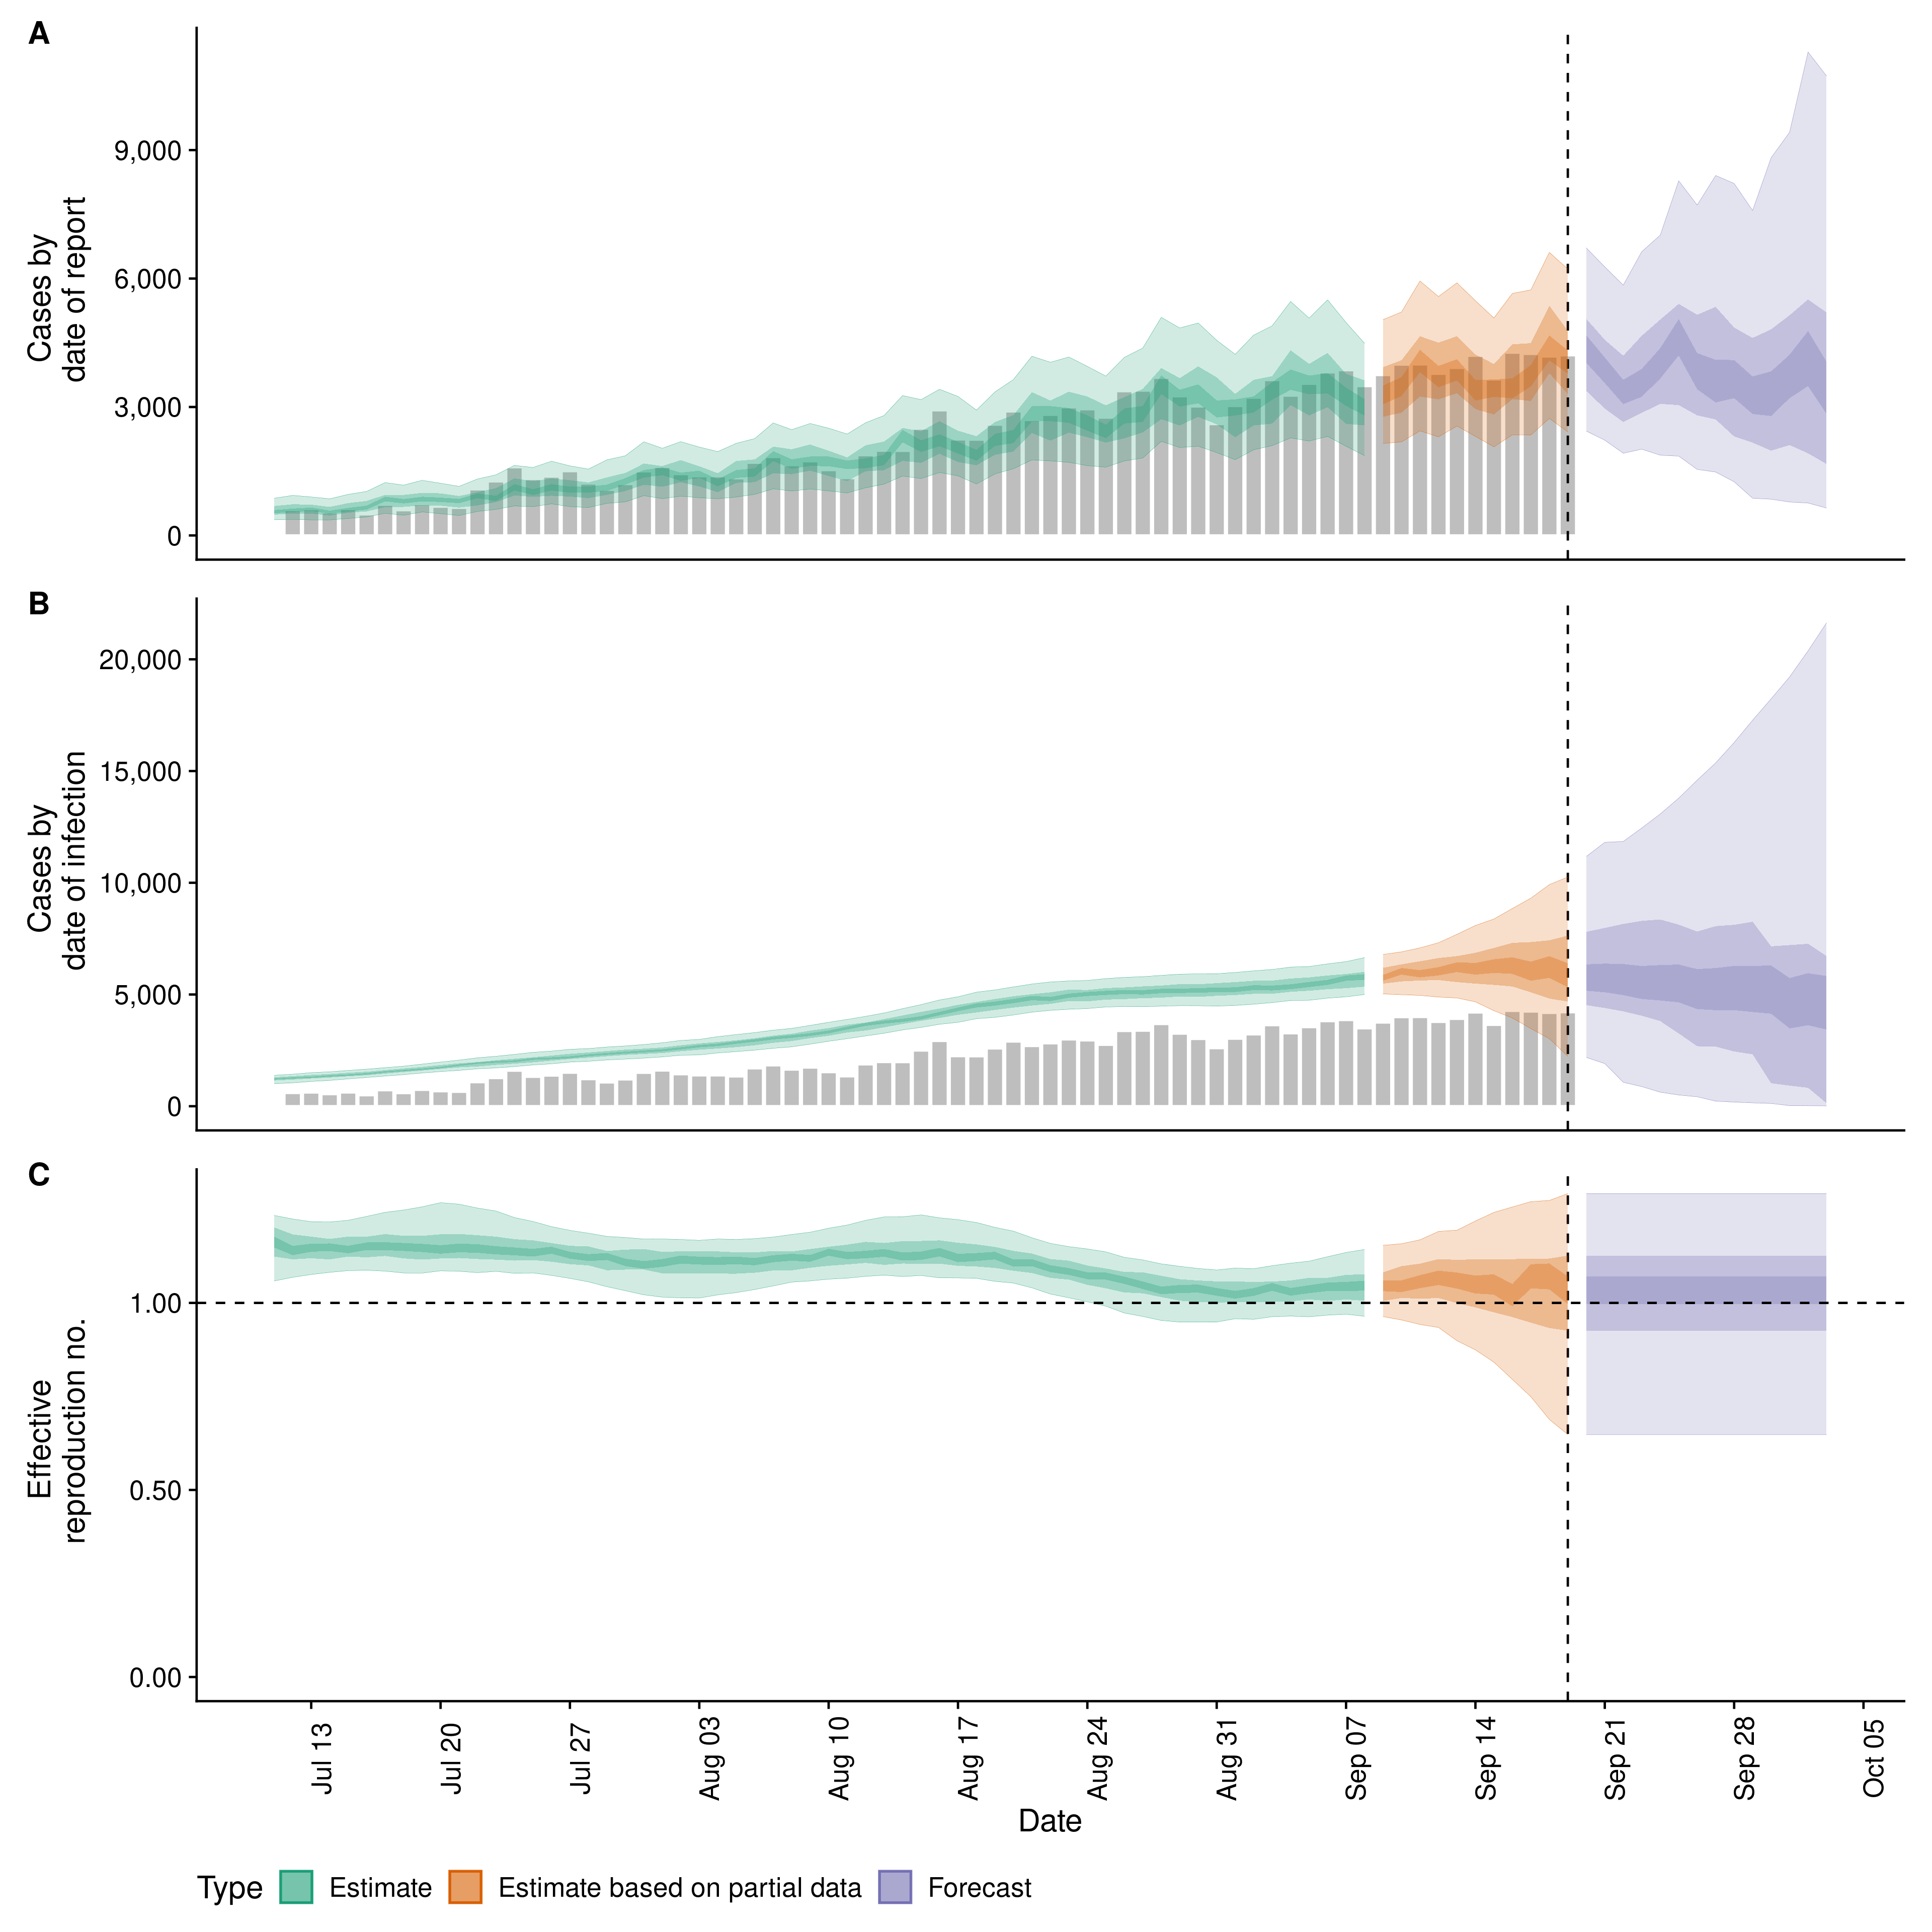 A
Cases by
date of report
9,000
6,000
3,000
0
B
Cases by
date of infection
20,000
15,000
10,000
5,000
0
C
Effective
reproduction no.
1.00
0.50
0.00
Jul 13
Jul 20
Jul 27
Aug 03
Aug 10
Aug 17
Aug 24
Aug 31
Sep 07
Sep 14
Sep 21
Sep 28
Oct 05
Date
Type Estimate Estimate based on partial data Forecast